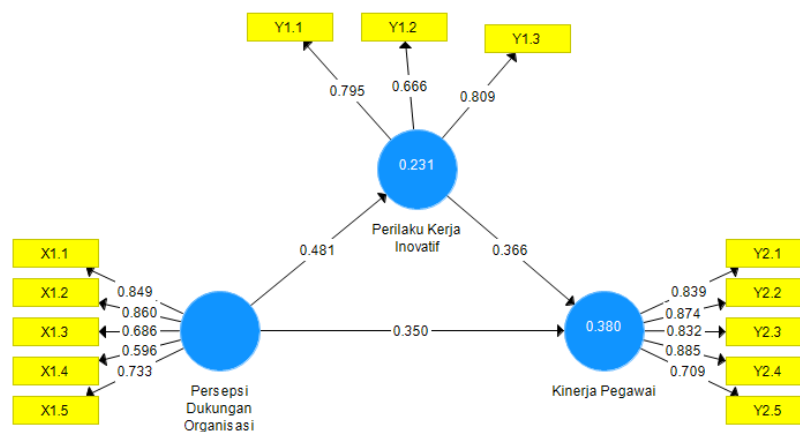 Y1.1
Y1.2
Y1.3
0.795
0.666
0.809
0.231
Perilaku Kerja
Inovatif
0.481
0.366
X1.1
X1.2
X1.3
X1.4
X1.5
0.849
0.860
0.686
0.596
0.733
Persepsi
Dukungan
Organisasi
0.350
0.380
Kinerja Pegawai
0.839
0.874
0.832
0.885
0.709
Y2.1
Y2.2
Y2.3
Y2.4
Y2.5